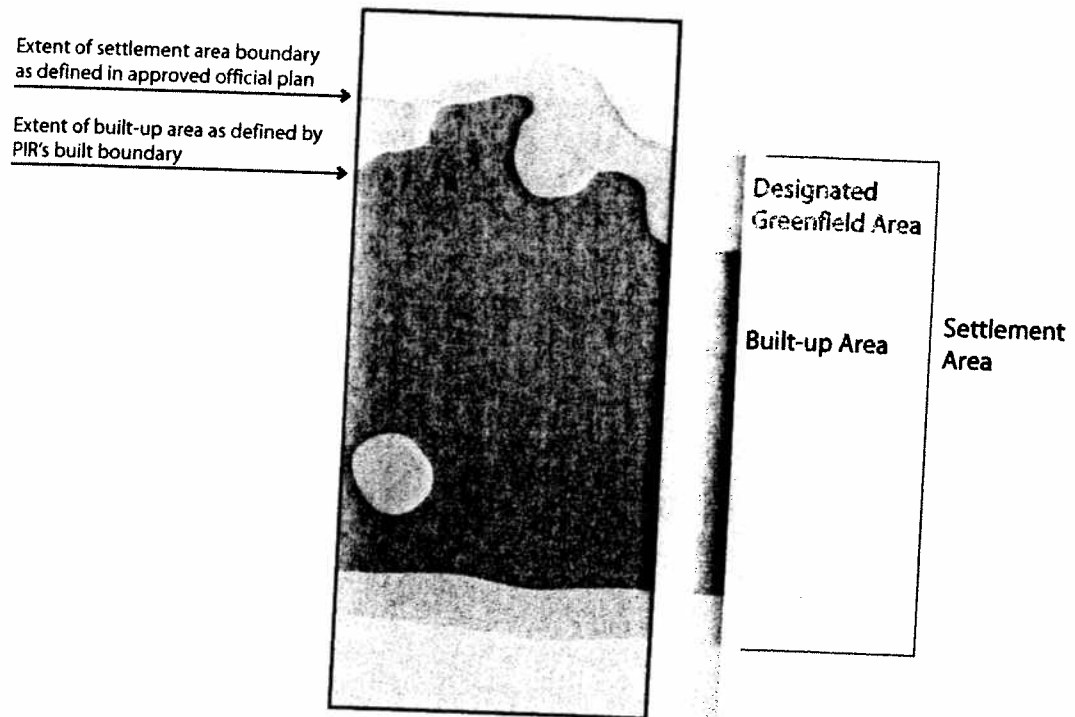 Extent of settlement area boundary
as defined in approved official plan
Extent of built-up area as defined by
PIR's built boundary
Designated
Greenfield Area
Built-up Area
Settlement
Area